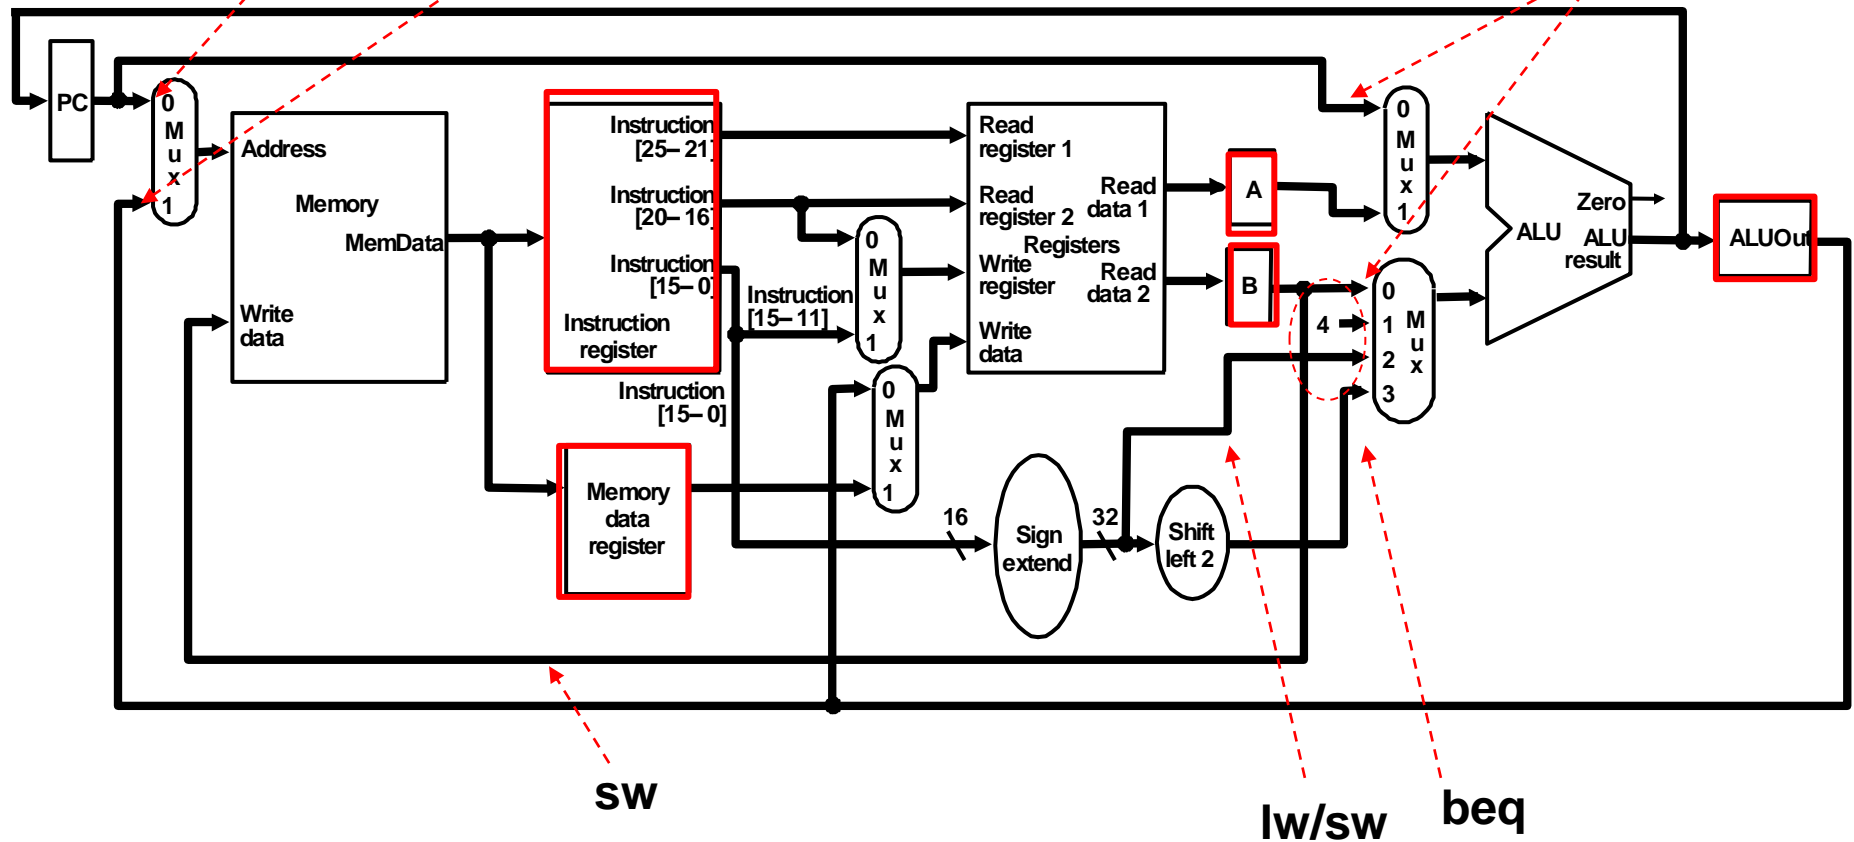 PC
0
M
u
x
1
Address
Memory
MemData
Write
data
Instruction
[25–21]
Instruction
[20–16]
Instruction
[15–0]
Instruction
register
Instruction
[15–11]
Instruction
[15–0]
Memory
data
register
0
M
u
x
1
0
M
u
x
1
Read
register 1
Read
register 2
Registers
Write
register
Write
data
Read
data 1
Read
data 2
16
Sign
extend
32
Shift
left 2
A
B
4
0
M
u
x
1
0
1
2
3
M
u
x
ALU
Zero
ALU
result
ALUOut
sw
lw/sw
beq